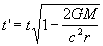 t' = t√(1 - 2GM/(c²r))